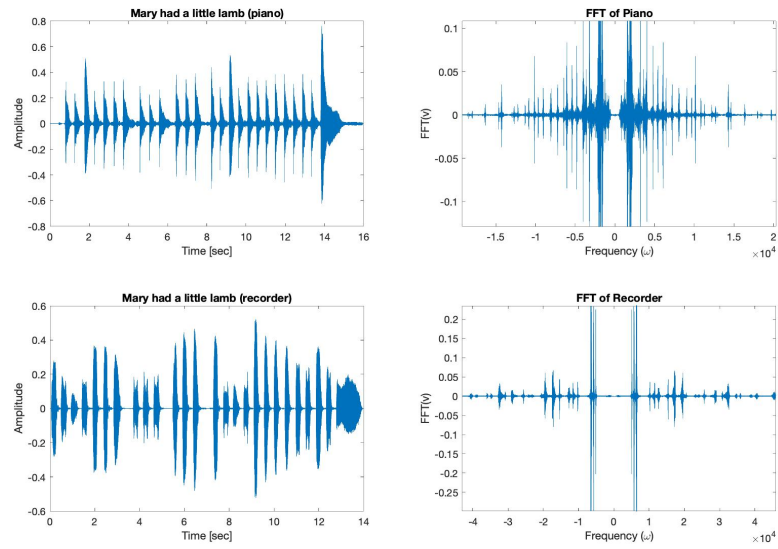 Mary had a little lamb (piano)
0.8
0.6
0.4
0.2
0
-0.2
-0.4
-0.6
-0.8
Amplitude
0 2 4 6 8 10 12 14 16
Time [sec]
FFT of Piano
0.1
0.05
0
-0.05
-0.1
FFT(v)
-1.5 -1 -0.5 0 0.5 1 1.5 2
Frequency (ω)
×10⁴
Mary had a little lamb (recorder)
0.6
0.4
0.2
0
-0.2
-0.4
-0.6
Amplitude
0 2 4 6 8 10 12 14
Time [sec]
FFT of Recorder
0.2
0.15
0.1
0.05
0
-0.05
-0.1
-0.15
-0.2
-0.25
FFT(v)
-4 -3 -2 -1 0 1 2 3 4
Frequency (ω)
×10⁴